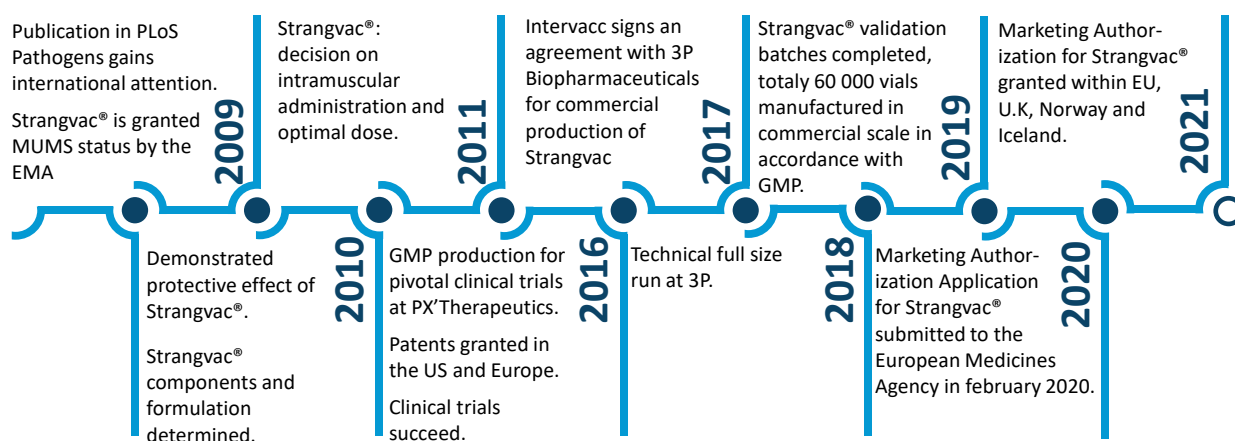 Publication in PLoS
Pathogens gains
international attention.
Strangvac® is granted
MUMS status by the
EMA
2009
Demonstrated
protective effect of
Strangvac®.
Strangvac®
components and
formulation
determined.
2010
Strangvac®:
decision on
intramuscular
administration and
optimal dose.
2011
GMP production for
pivotal clinical trials
at PX’Therapeutics.
Patents granted in
the US and Europe.
Clinical trials
succeed.
2016
Intervacc signs an
agreement with 3P
Biopharmaceuticals
for commercial
production of
Strangvac
2017
Technical full size
run at 3P.
2018
Strangvac® validation
batches completed,
totaly 60 000 vials
manufactured in
commercial scale in
accordance with
GMP.
2019
Marketing Author-
ization Application
for Strangvac®
submitted to the
European Medicines
Agency in february 2020.
2020
Marketing Author-
ization for Strangvac®
granted within EU,
U.K, Norway and
Iceland.
2021